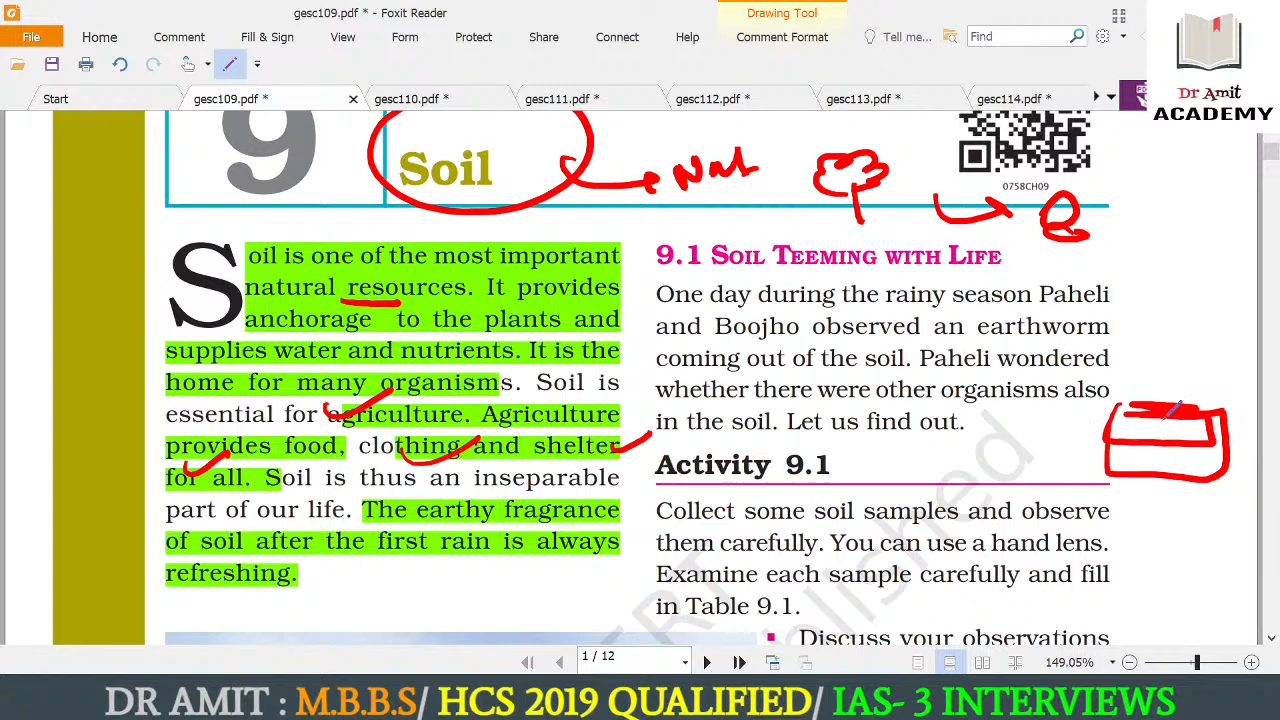 gesc109.pdf * - Foxit Reader
Drawing Tool
File Home Comment Fill & Sign View Form Protect Share Connect Help Comment Format Tell me... Find
Start gesc109.pdf * gesc110.pdf * gesc111.pdf * gesc112.pdf * gesc113.pdf * gesc114.pdf *
Dr Amit
ACADEMY
9
Soil
0758CH09
Soil is one of the most important
natural resources. It provides
anchorage to the plants and
supplies water and nutrients. It is the
home for many organisms. Soil is
essential for agriculture. Agriculture
provides food, clothing and shelter
for all. Soil is thus an inseparable
part of our life. The earthy fragrance
of soil after the first rain is always
refreshing.
9.1 SOIL TEEMING WITH LIFE
One day during the rainy season Paheli
and Boojho observed an earthworm
coming out of the soil. Paheli wondered
whether there were other organisms also
in the soil. Let us find out.
Activity 9.1
Collect some soil samples and observe
them carefully. You can use a hand lens.
Examine each sample carefully and fill
in Table 9.1.
Discuss your observations
1 / 12
149.05%
DR AMIT : M.B.B.S/ HCS 2019 QUALIFIED/ IAS- 3 INTERVIEWS